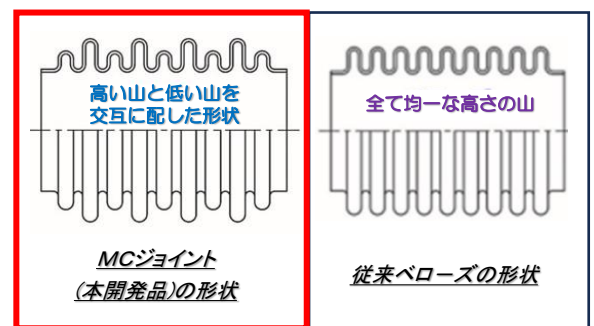 高い山と低い山を
交互に配した形状
MCジョイント
(本開発品)の形状
全て均一な高さの山
従来ベローズの形状